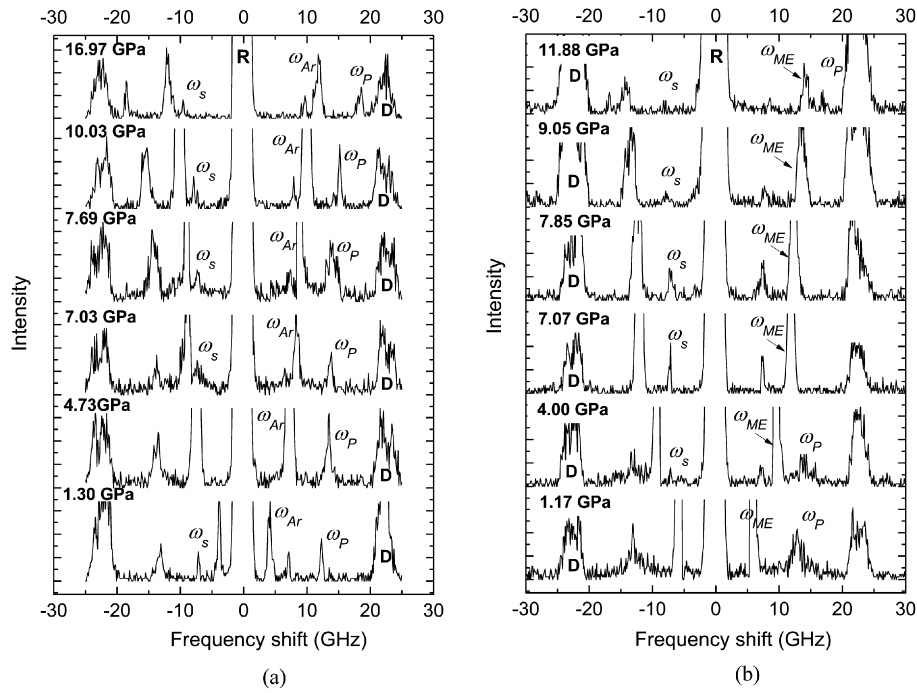 -30 -20 -10 0 10 20 30
16.97 GPa
R
ω_s
ω_Ar
ω_P
D
10.03 GPa
ω_s
ω_Ar
ω_P
D
7.69 GPa
ω_s
ω_Ar
ω_P
D
7.03 GPa
ω_s
ω_Ar
ω_P
D
4.73GPa
ω_Ar
ω_P
D
1.30 GPa
ω_s
ω_Ar
ω_P
D
Intensity
-30 -20 -10 0 10 20 30
Frequency shift (GHz)
(a)
-30 -20 -10 0 10 20 30
11.88 GPa
D
ω_s
R
ω_ME
ω_P
9.05 GPa
D
ω_s
ω_ME
7.85 GPa
D
ω_s
ω_ME
7.07 GPa
D
ω_s
ω_ME
4.00 GPa
D
ω_s
ω_ME
ω_P
1.17 GPa
D
ω_ME
ω_P
Intensity
-30 -20 -10 0 10 20 30
Frequency shift (GHz)
(b)